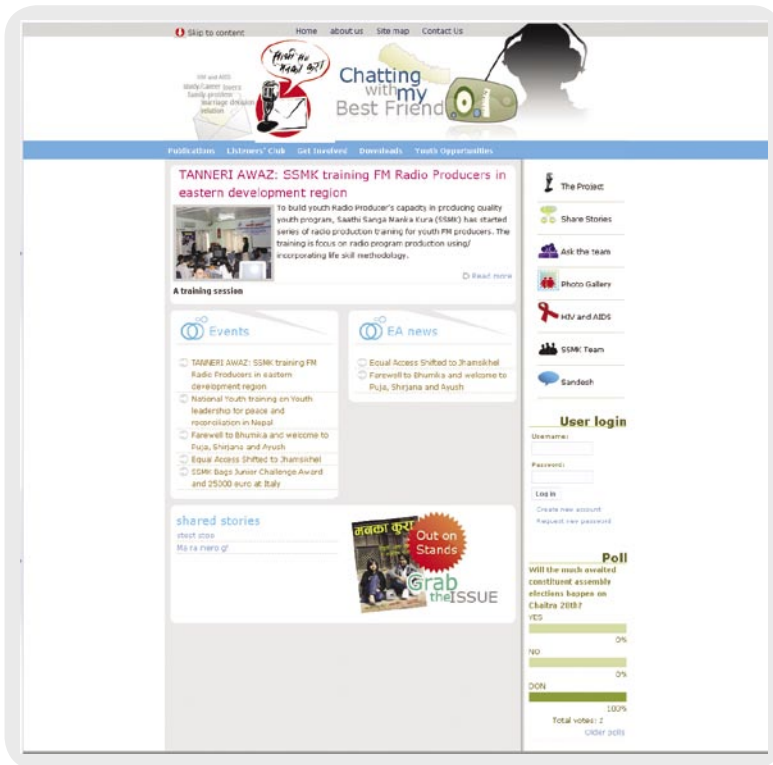 Skip to content
Home about us Site map Contact Us
साथी संग
मनका कुरा
HIV and AIDS
study/career
lovers
family problem
marriage decision
relation
Chatting
with my
Best Friend
Publications Listeners' Club Get Involved Downloads Youth Opportunities
TANNERI AWAZ: SSMK training FM Radio Producers in
eastern development region
To build youth Radio Producer's capacity in producing quality
youth program, Saathi Sanga Manka Kura (SSMK) has started
series of radio production training for youth FM producers. The
training is focus on radio program production using/
incorporating life skill methodology.
Read more
A training session
Events
TANNERI AWAZ: SSMK training FM
Radio Producers in eastern
development region
National Youth training on Youth
leadership for peace and
reconciliation in Nepal
Farewell to Bhumika and welcome to
Puja, Shirjana and Ayush
Equal Access Shifted to Jhamsikhel
SSMK Bags Junior Challenge Award
and 25000 euro at Italy
EA news
Equal Access Shifted to Jhamsikhel
Farewell to Bhumika and welcome to
Puja, Shirjana and Ayush
shared stories
Ma ra mero gf
मनका कुरा
Out on
Stands
Grab
the ISSUE
The Project
Share Stories
Ask the team
Photo Gallery
HIV and AIDS
SSMK Team
Sandesh
User login
Username:
Password:
Log in
Create new account
Request new password
Poll
Will the much awaited
constituent assembly
elections happen on
Chaitra 28th?
YES
0%
NO
0%
DON
100%
Total votes: 2
Older polls